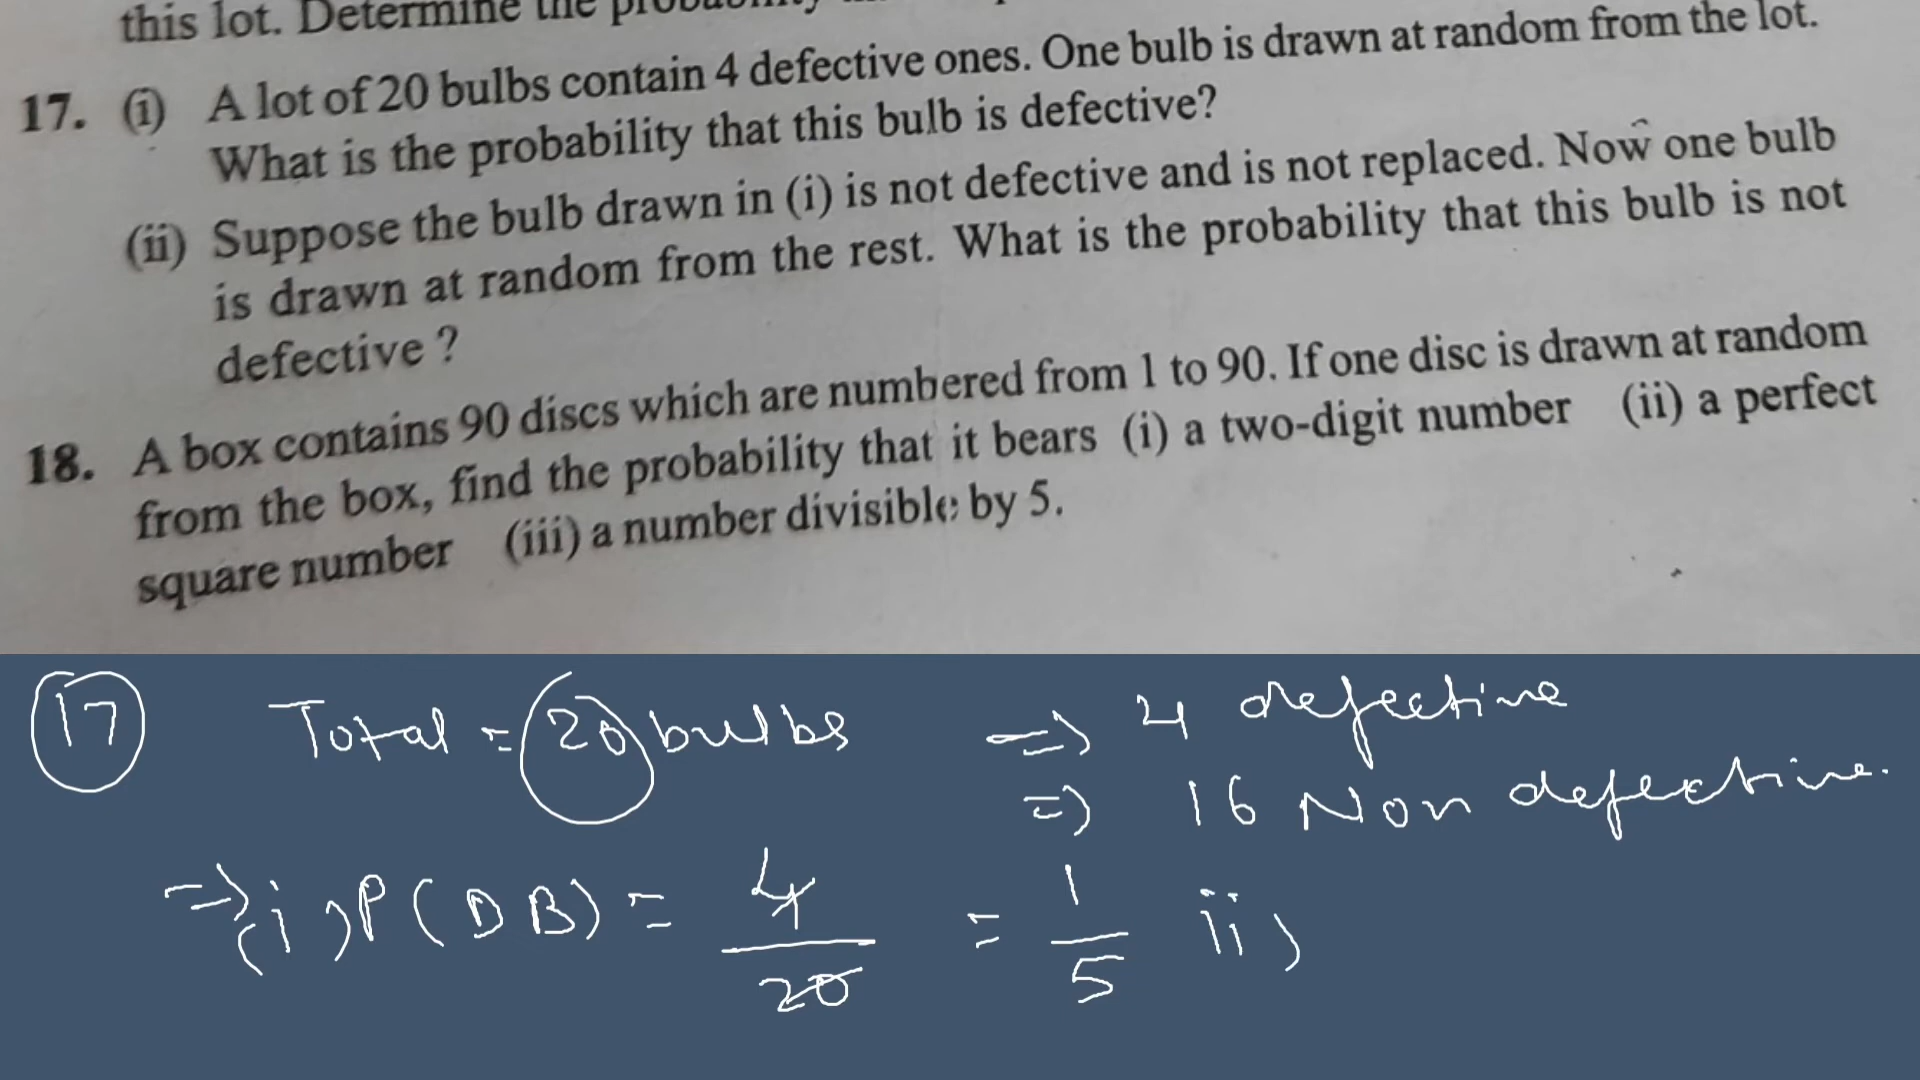 this lot. Determine the
17. (i) A lot of 20 bulbs contain 4 defective ones. One bulb is drawn at random from the lot.
What is the probability that this bulb is defective?
(ii) Suppose the bulb drawn in (i) is not defective and is not replaced. Now one bulb
is drawn at random from the rest. What is the probability that this bulb is not
defective ?
18. A box contains 90 discs which are numbered from 1 to 90. If one disc is drawn at random
from the box, find the probability that it bears (i) a two-digit number (ii) a perfect
square number (iii) a number divisible by 5.
17 Total = 20 bulbs => 4 defective
=> 16 Non defective.
=> (i) P(DB) = 4/20 = 1/5 ii)